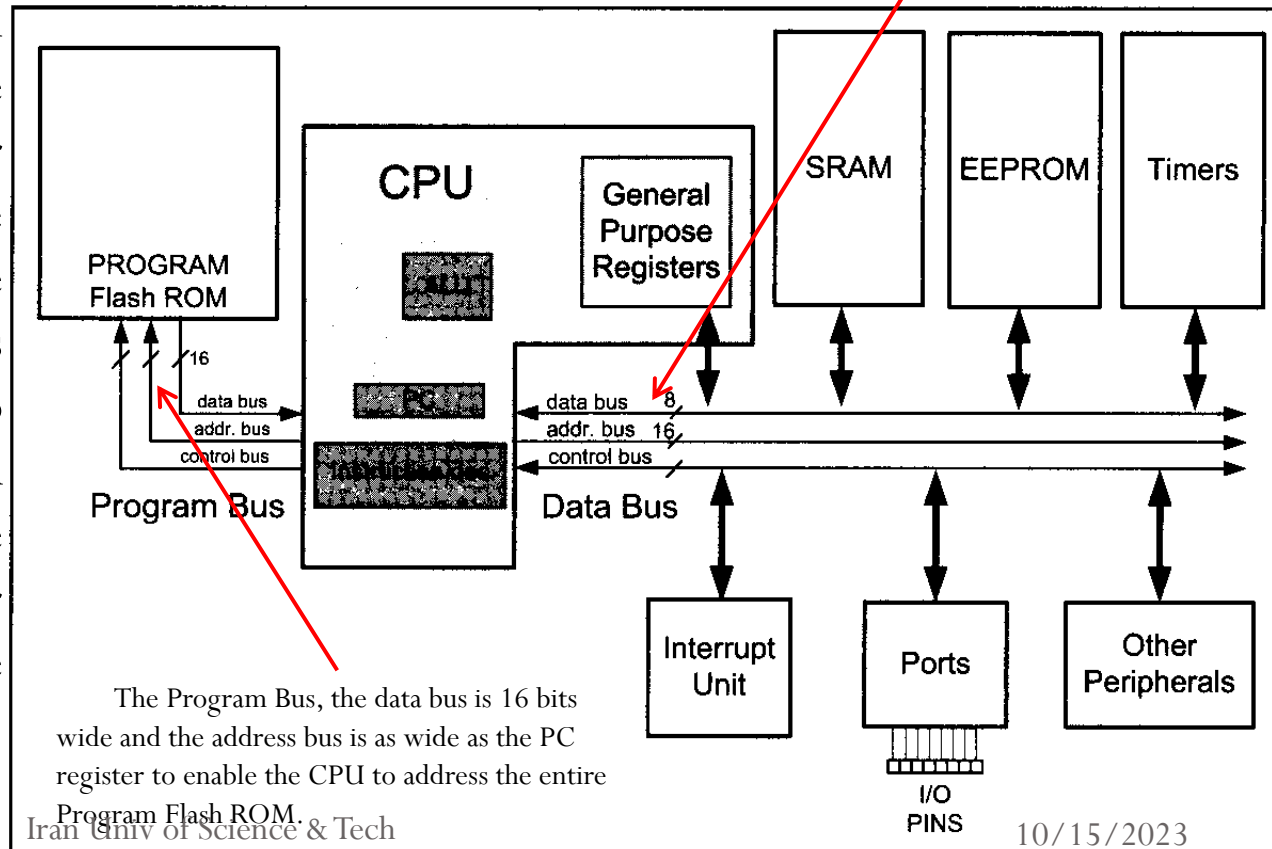 PROGRAM
Flash ROM
CPU
General
Purpose
Registers
SRAM
EEPROM
Timers
16
data bus
addr. bus
control bus
Program Bus
PC
data bus 8
addr. bus 16
control bus
Data Bus
Interrupt
Unit
Ports
Other
Peripherals
I/O
PINS
The Program Bus, the data bus is 16 bits
wide and the address bus is as wide as the PC
register to enable the CPU to address the entire
Program Flash ROM.
Iran Univ of Science & Tech
10/15/2023